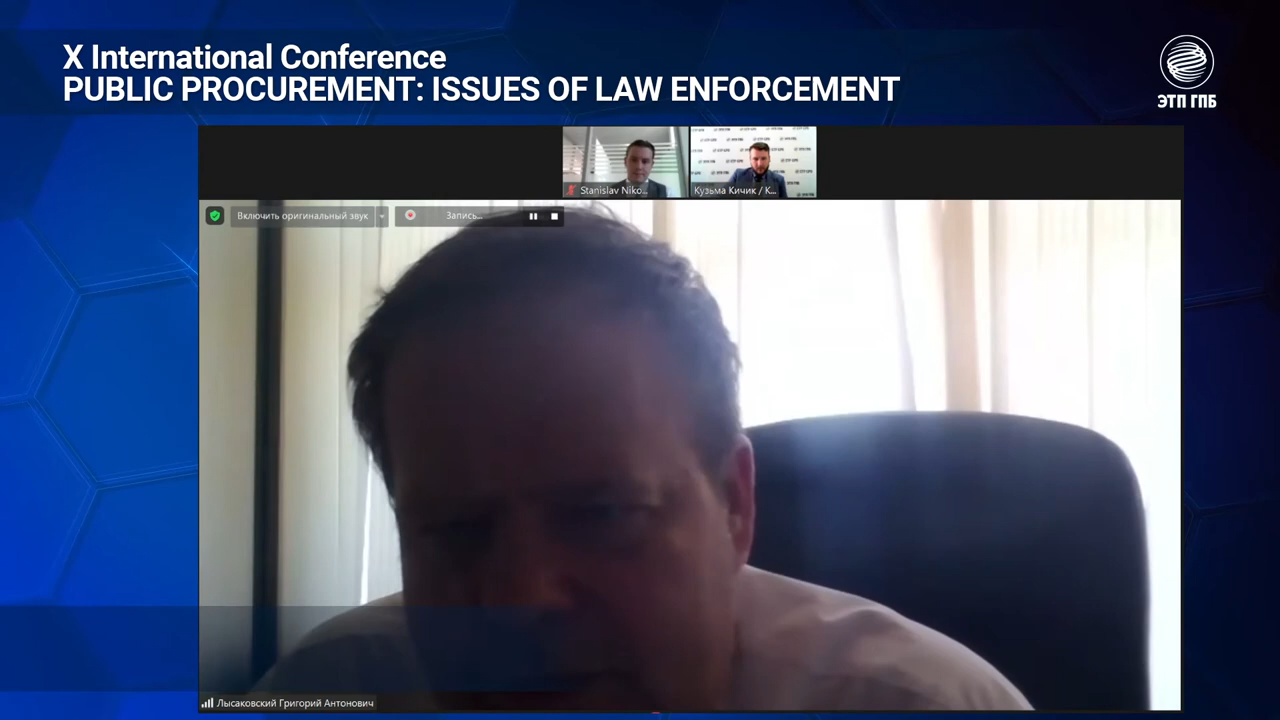 X International Conference
PUBLIC PROCUREMENT: ISSUES OF LAW ENFORCEMENT
ЭТП ГПБ
Stanislav Niko...
Кузьма Кичик / К...
Включить оригинальный звук
Запись...
Лысаковский Григорий Антонович